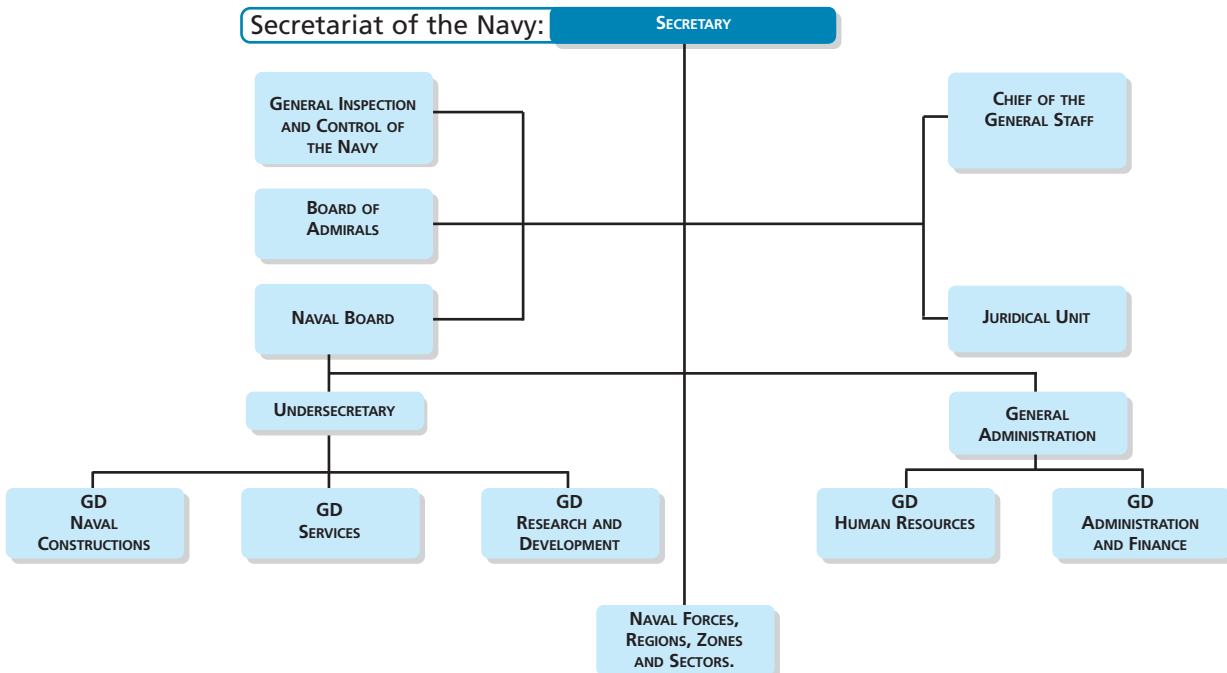 Secretariat of the Navy: SECRETARY
GENERAL INSPECTION
AND CONTROL OF
THE NAVY
CHIEF OF THE
GENERAL STAFF
BOARD OF
ADMIRALS
NAVAL BOARD
JURIDICAL UNIT
UNDERSECRETARY
GENERAL
ADMINISTRATION
GD
NAVAL
CONSTRUCTIONS
GD
SERVICES
GD
RESEARCH AND
DEVELOPMENT
GD
HUMAN RESOURCES
GD
ADMINISTRATION
AND FINANCE
NAVAL FORCES,
REGIONS, ZONES
AND SECTORS.